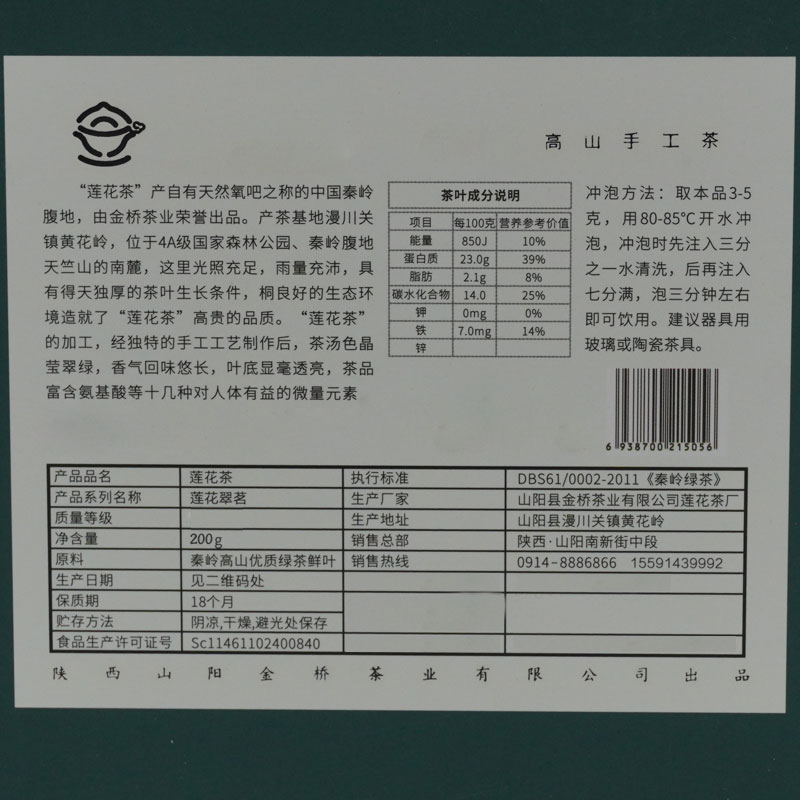 高山手工茶
“莲花茶”产自有天然氧吧之称的中国秦岭
腹地，由金桥茶业荣誉出品。产茶基地漫川关
镇黄花岭，位于4A级国家森林公园、秦岭腹地
天竺山的南麓，这里光照充足，雨量充沛，具
有得天独厚的茶叶生长条件，桐良好的生态环
境造就了“莲花茶”高贵的品质。“莲花茶”
的加工，经独特的手工工艺制作后，茶汤色晶
莹翠绿，香气回味悠长，叶底显毫透亮，茶品
富含氨基酸等十几种对人体有益的微量元素
茶叶成分说明
项目 每100克 营养参考价值
能量 850J 10%
蛋白质 23.0g 39%
脂肪 2.1g 8%
碳水化合物 14.0 25%
钾 0mg 0%
铁 7.0mg 14%
锌
冲泡方法：取本品3-5
克，用80-85℃开水冲
泡，冲泡时先注入三分
之一水清洗，后再注入
七分满，泡三分钟左右
即可饮用。建议器具用
玻璃或陶瓷茶具。
6 938700 215056
产品品名 莲花茶 执行标准 DBS61/0002-2011《秦岭绿茶》
产品系列名称 莲花翠茗 生产厂家 山阳县金桥茶业有限公司莲花茶厂
质量等级 生产地址 山阳县漫川关镇黄花岭
净含量 200g 销售总部 陕西·山阳南新街中段
原料 秦岭高山优质绿茶鲜叶 销售热线 0914-8886866 15591439992
生产日期 见二维码处
保质期 18个月
贮存方法 阴凉,干燥,避光处保存
食品生产许可证号 Sc11461102400840
陕西山阳金桥茶业有限公司出品